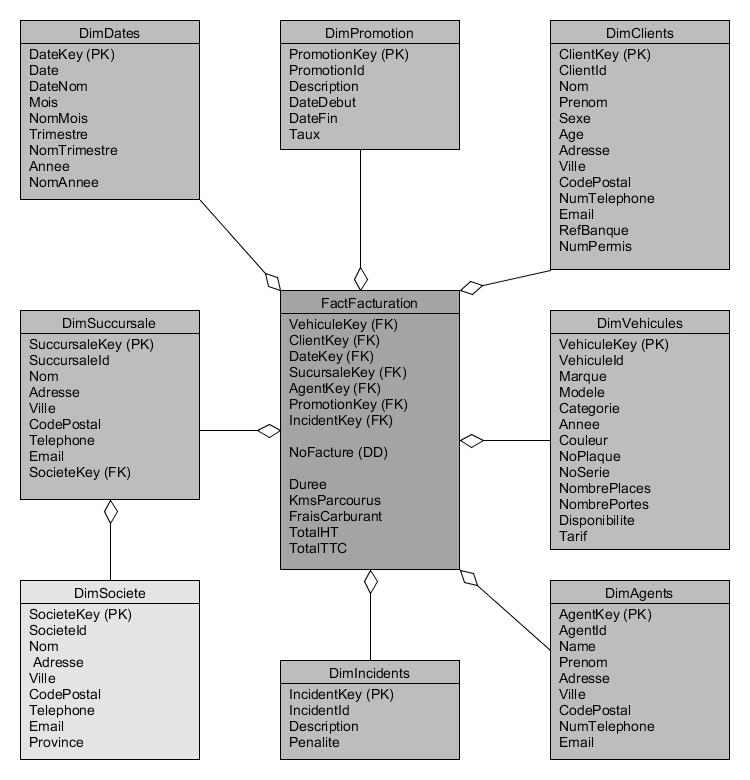 DimDates
DateKey (PK)
Date
DateNom
Mois
NomMois
Trimestre
NomTrimestre
Annee
NomAnnee
DimPromotion
PromotionKey (PK)
PromotionId
Description
DateDebut
DateFin
Taux
DimClients
ClientKey (PK)
ClientId
Nom
Prenom
Sexe
Age
Adresse
Ville
CodePostal
NumTelephone
Email
RefBanque
NumPermis
DimSuccursale
SuccursaleKey (PK)
SuccursaleId
Nom
Adresse
Ville
CodePostal
Telephone
Email
SocieteKey (FK)
FactFacturation
VehiculeKey (FK)
ClientKey (FK)
DateKey (FK)
SucursaleKey (FK)
AgentKey (FK)
PromotionKey (FK)
IncidentKey (FK)
NoFacture (DD)
Duree
KmsParcourus
FraisCarburant
TotalHT
TotalTTC
DimVehicules
VehiculeKey (PK)
VehiculeId
Marque
Modele
Categorie
Annee
Couleur
NoPlaque
NoSerie
NombrePlaces
NombrePortes
Disponibilite
Tarif
DimSociete
SocieteKey (PK)
SocieteId
Nom
Adresse
Ville
CodePostal
Telephone
Email
Province
DimIncidents
IncidentKey (PK)
IncidentId
Description
Penalite
DimAgents
AgentKey (PK)
AgentId
Name
Prenom
Adresse
Ville
CodePostal
NumTelephone
Email